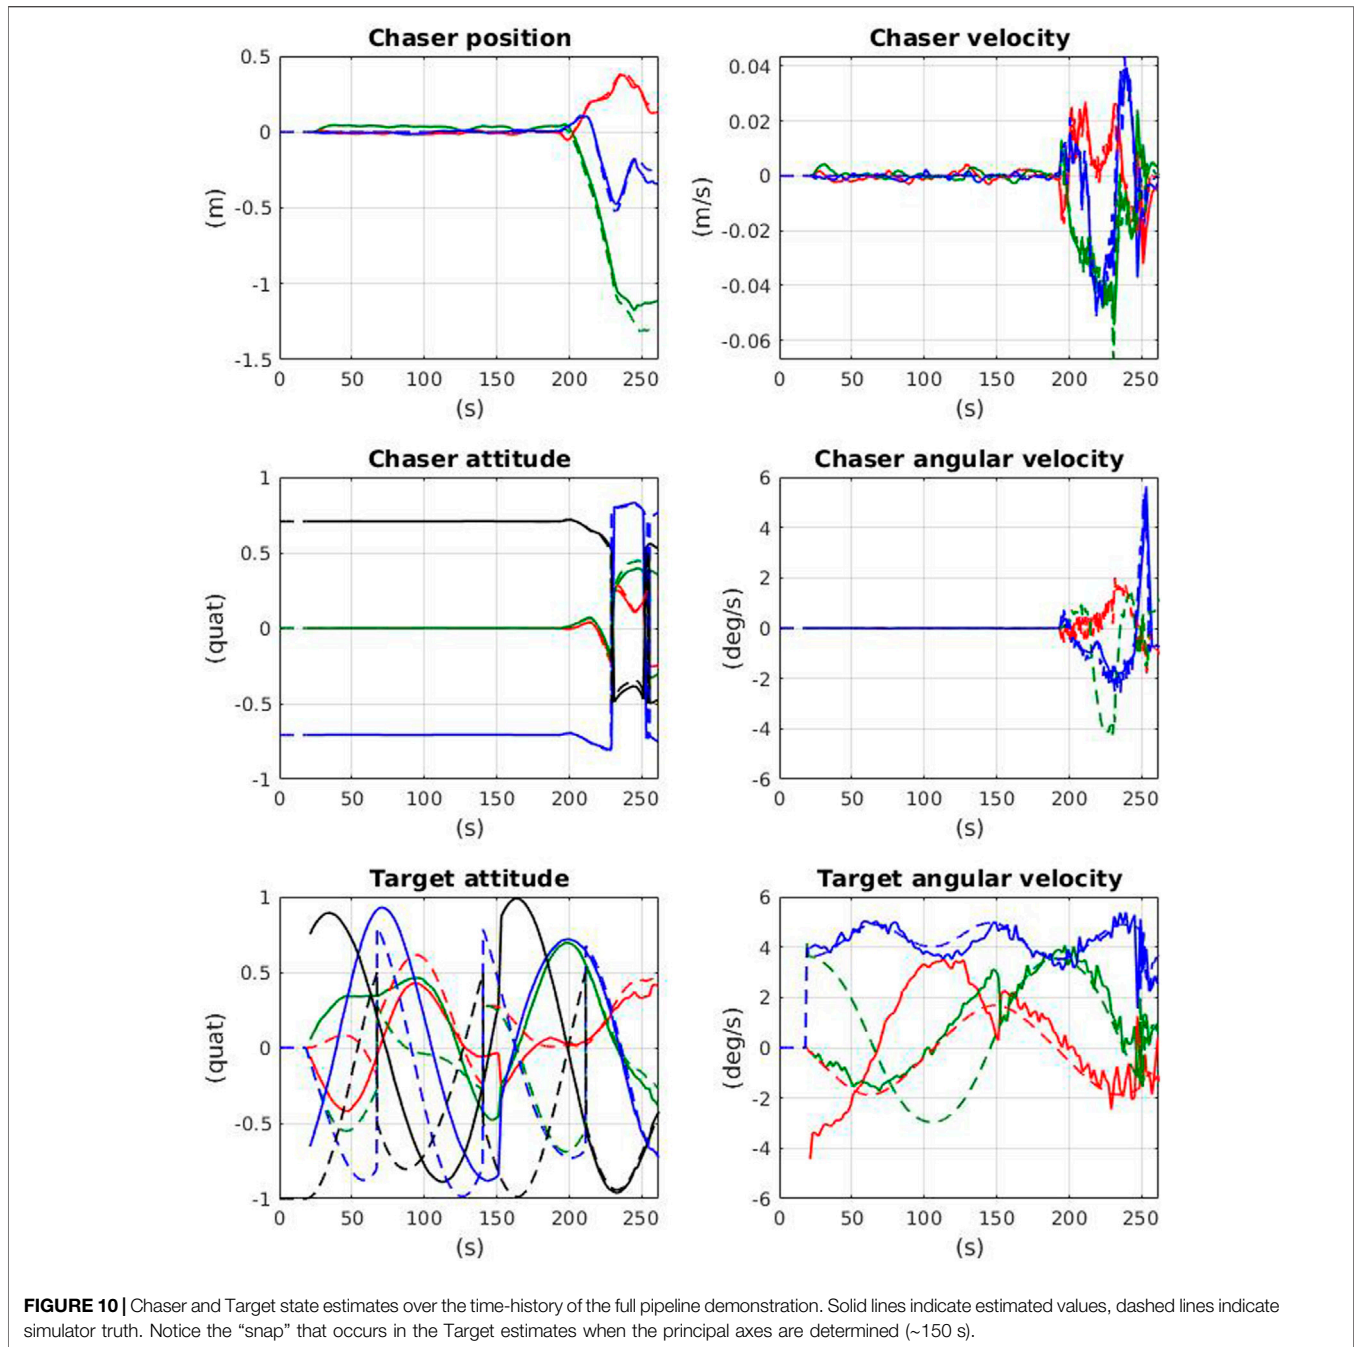 Chaser position
0.5
0
-0.5
-1
-1.5
(m)
0 50 100 150 200 250
(s)
Chaser velocity
0.04
0.02
0
-0.02
-0.04
-0.06
(m/s)
0 50 100 150 200 250
(s)
Chaser attitude
1
0.5
0
-0.5
-1
(quat)
0 50 100 150 200 250
(s)
Chaser angular velocity
6
4
2
0
-2
-4
-6
(deg/s)
0 50 100 150 200 250
(s)
Target attitude
1
0.5
0
-0.5
-1
(quat)
0 50 100 150 200 250
(s)
Target angular velocity
6
4
2
0
-2
-4
-6
(deg/s)
0 50 100 150 200 250
(s)
FIGURE 10 | Chaser and Target state estimates over the time-history of the full pipeline demonstration. Solid lines indicate estimated values, dashed lines indicate
simulator truth. Notice the “snap” that occurs in the Target estimates when the principal axes are determined (~150 s).